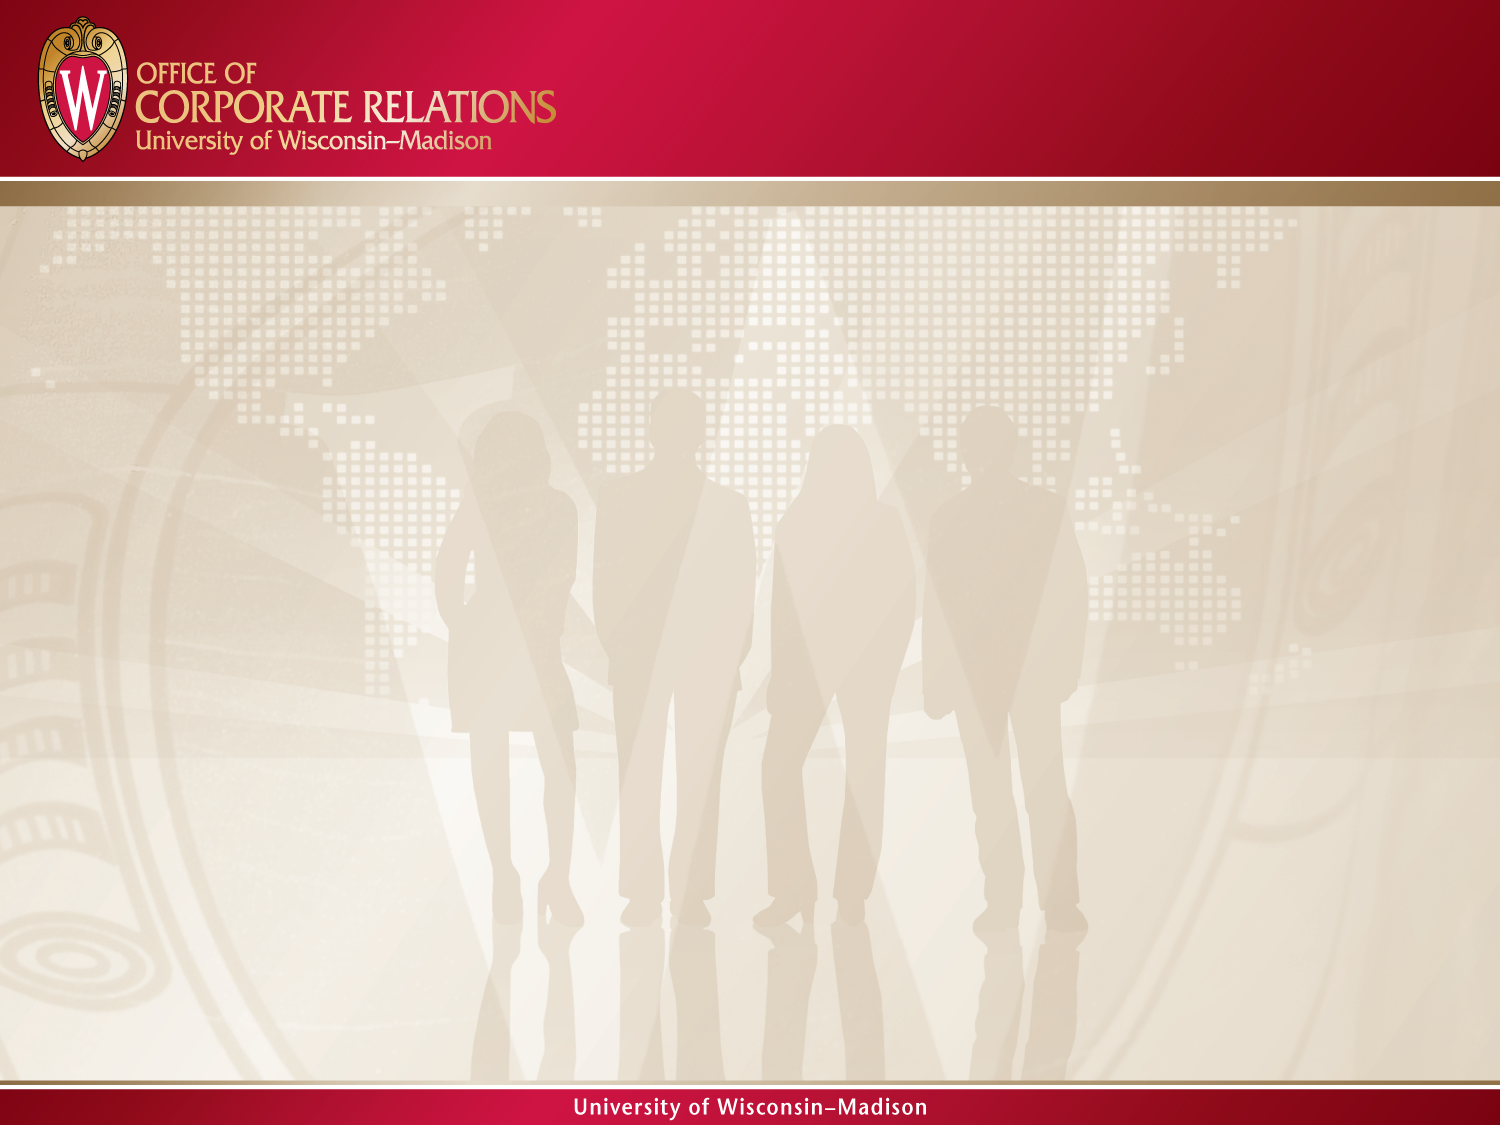 W
OFFICE OF
CORPORATE RELATIONS
University of Wisconsin–Madison
University of Wisconsin–Madison